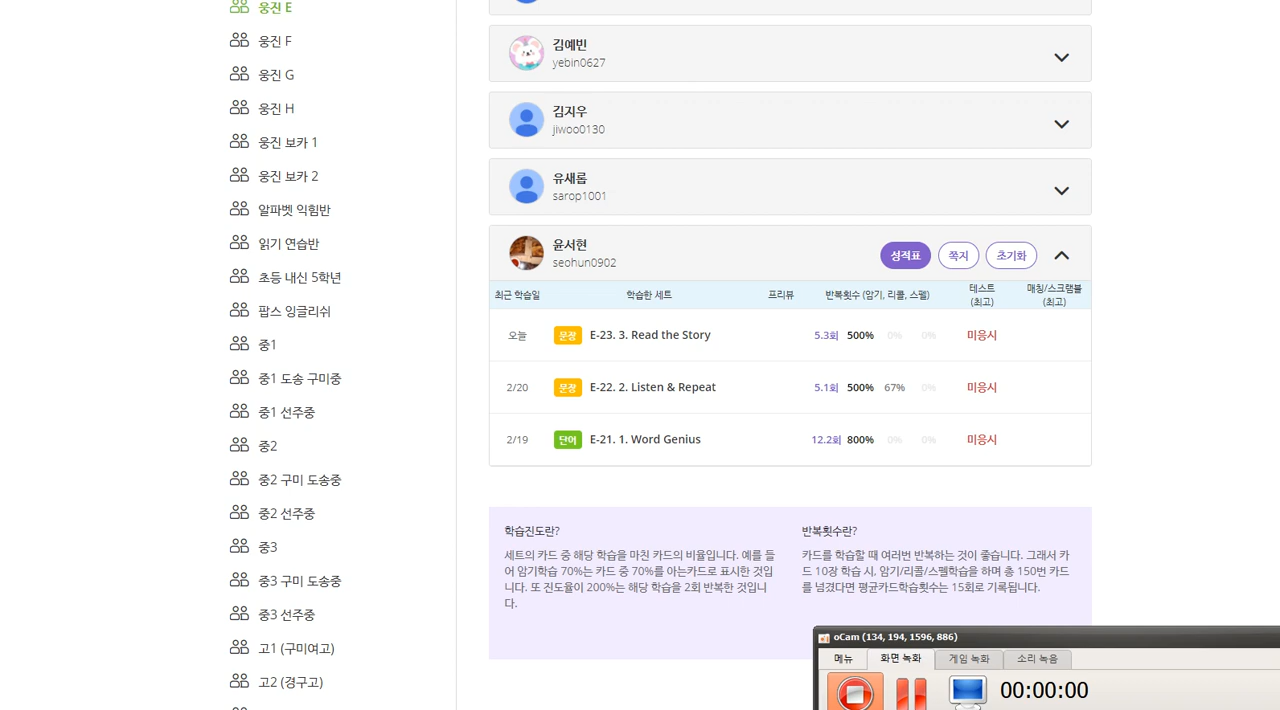 웅진 E
웅진 F
웅진 G
웅진 H
웅진 보카 1
웅진 보카 2
알파벳 익힘반
읽기 연습반
초등 내신 5학년
팝스 잉글리쉬
중1
중1 도송 구미중
중1 선주중
중2
중2 구미 도송중
중2 선주중
중3
중3 구미 도송중
중3 선주중
고1 (구미여고)
고2 (경구고)
김예빈
yebin0627
김지우
jiwoo0130
유새롭
sarop1001
윤서현
seohun0902
성적표 쪽지 초기화
최근 학습일 학습한 세트 프리뷰 반복횟수 (암기, 리콜, 스펠) 테스트 (최고) 매칭/스크램블 (최고)
오늘 문장 E-23. 3. Read the Story 5.3회 500% 0% 0% 미응시
2/20 문장 E-22. 2. Listen & Repeat 5.1회 500% 67% 0% 미응시
2/19 단어 E-21. 1. Word Genius 12.2회 800% 0% 0% 미응시
학습진도란?
세트의 카드 중 해당 학습을 마친 카드의 비율입니다. 예를 들
어 암기학습 70%는 카드 중 70%를 아는카드로 표시한 것입
니다. 또 진도율이 200%는 해당 학습을 2회 반복한 것입니
다.
반복횟수란?
카드를 학습할 때 여러번 반복하는 것이 좋습니다. 그래서 카
드 10장 학습 시, 암기/리콜/스펠학습을 하며 총 150번 카드
를 넘겼다면 평균카드학습횟수는 15회로 기록됩니다.
oCam (134, 194, 1596, 886)
메뉴 화면 녹화 게임 녹화 소리 녹음
00:00:00